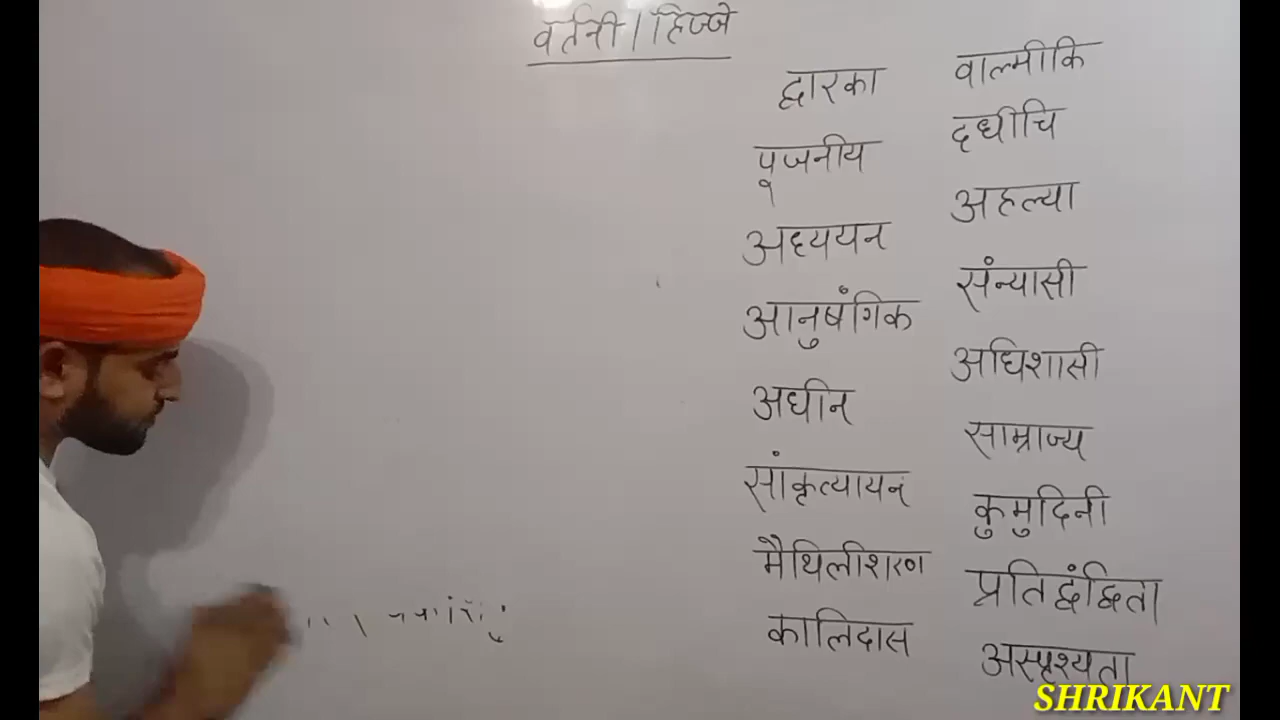 वर्तनी / हिज्जे
द्वारका
पूजनीय
अध्ययन
आनुषंगिक
अधीन
सांकृत्यायन
मैथिलीशरण
कालिदास
वाल्मीकि
दधीचि
अहल्या
संन्यासी
अधिशासी
साम्राज्य
कुमुदिनी
प्रतिद्वंद्विता
अस्पृश्यता
SHRIKANT